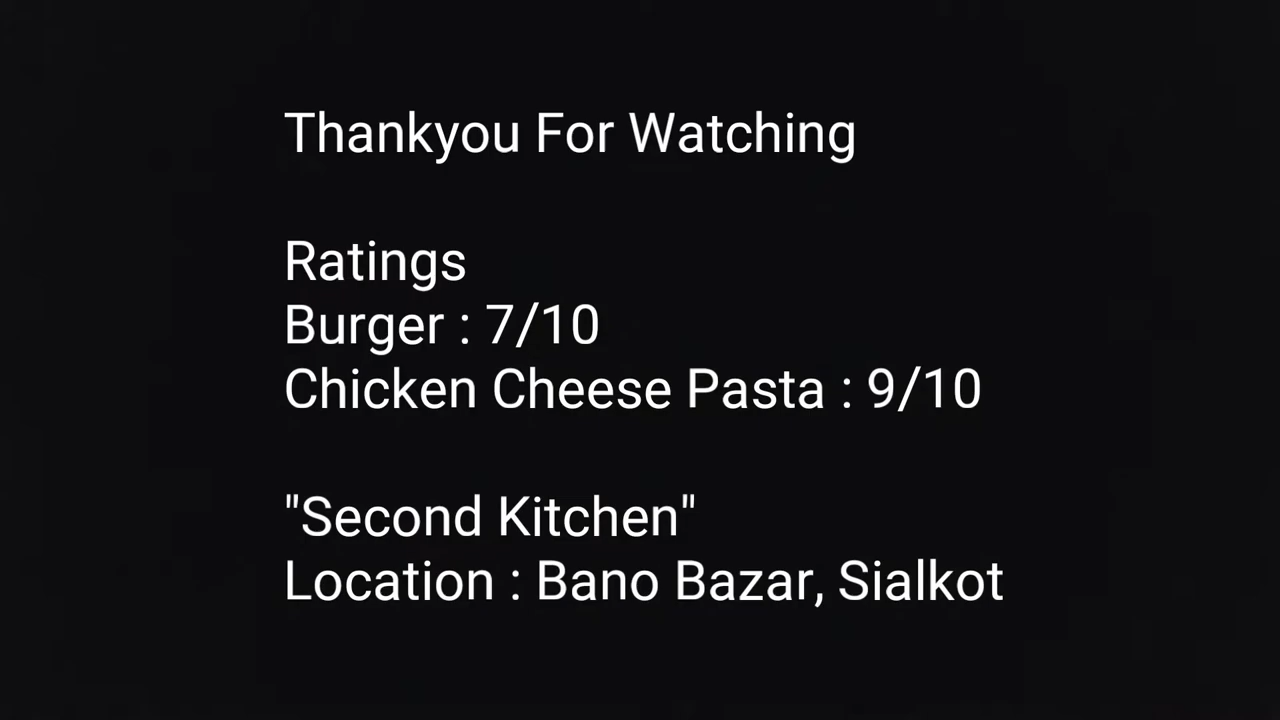 Thankyou For Watching
Ratings
Burger : 7/10
Chicken Cheese Pasta : 9/10
"Second Kitchen"
Location : Bano Bazar, Sialkot